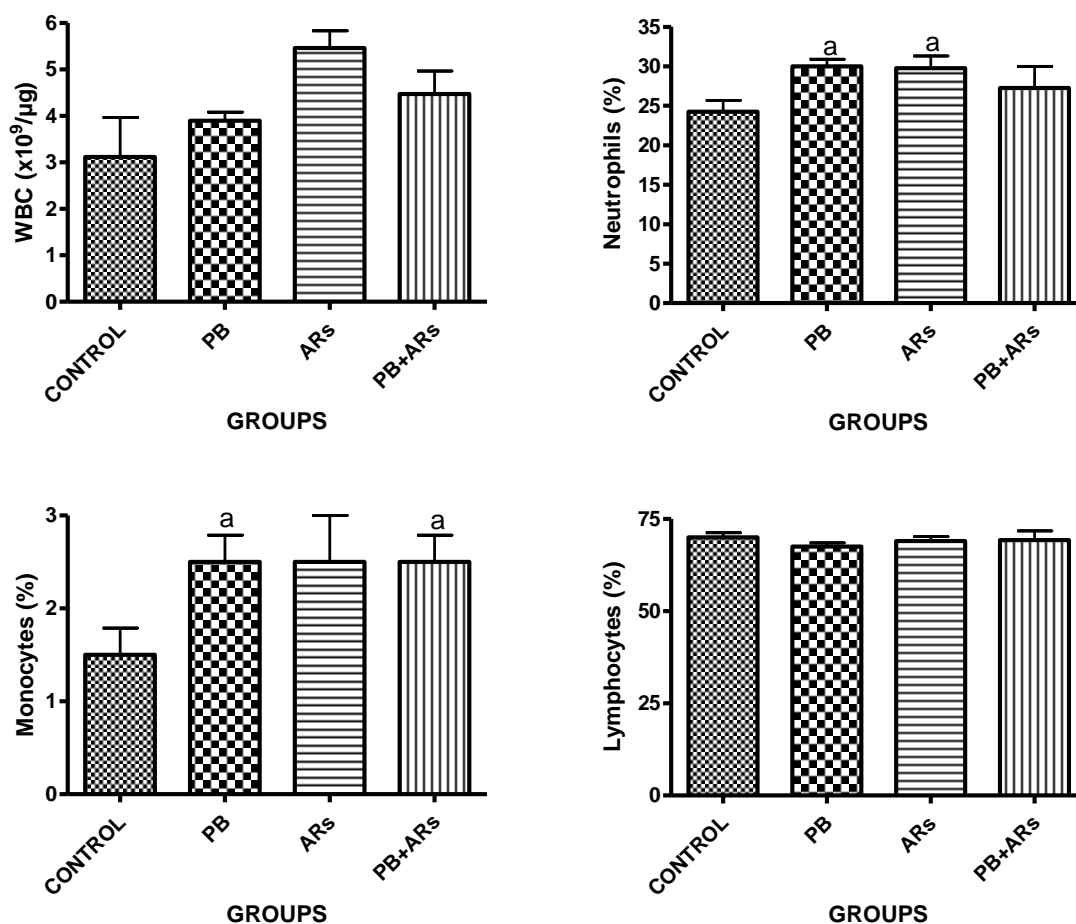 WBC (x10⁹/µg)
6
5
4
3
2
1
0
CONTROL
PB
ARs
PB+ARs
GROUPS
Neutrophils (%)
35
30
25
20
15
10
5
0
a
a
CONTROL
PB
ARs
PB+ARs
GROUPS
Monocytes (%)
3
2
1
0
a
a
CONTROL
PB
ARs
PB+ARs
GROUPS
Lymphocytes (%)
75
50
25
0
CONTROL
PB
ARs
PB+ARs
GROUPS